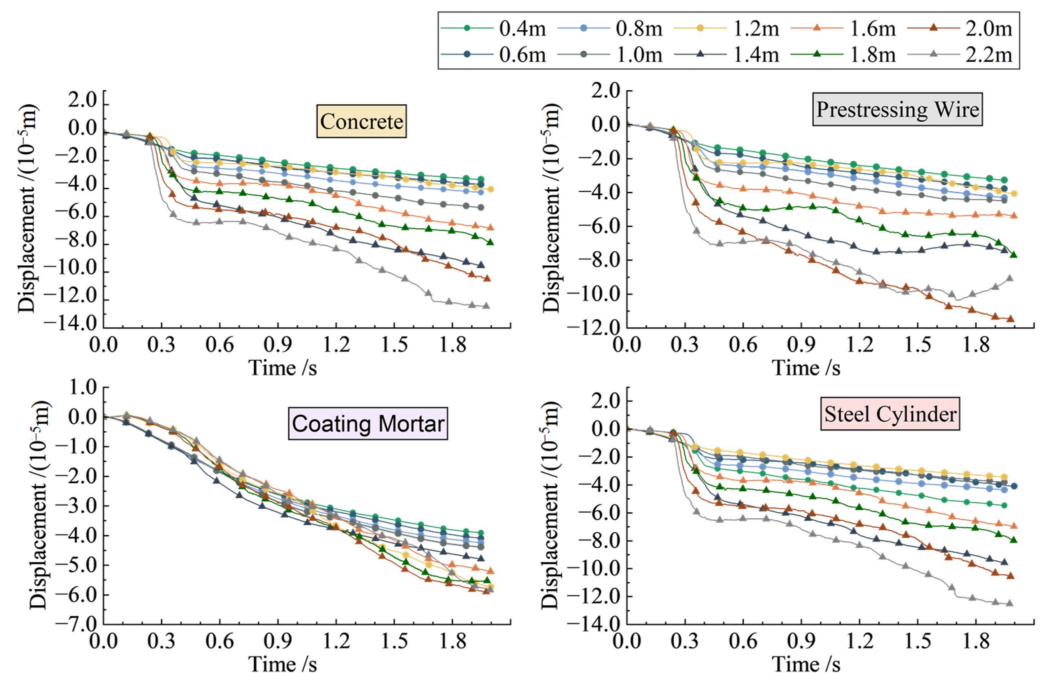 0.4m 0.8m 1.2m 1.6m 2.0m
0.6m 1.0m 1.4m 1.8m 2.2m
Concrete
Displacement /(10⁻⁵m)
2.0
0.0
−2.0
−4.0
−6.0
−8.0
−10.0
−12.0
−14.0
0.0 0.3 0.6 0.9 1.2 1.5 1.8
Time /s
Prestressing Wire
Displacement /(10⁻⁵m)
2.0
0.0
−2.0
−4.0
−6.0
−8.0
−10.0
−12.0
0.0 0.3 0.6 0.9 1.2 1.5 1.8
Time /s
Coating Mortar
Displacement /(10⁻⁵m)
1.0
0.0
−1.0
−2.0
−3.0
−4.0
−5.0
−6.0
−7.0
0.0 0.3 0.6 0.9 1.2 1.5 1.8
Time /s
Steel Cylinder
Displacement /(10⁻⁵m)
2.0
0.0
−2.0
−4.0
−6.0
−8.0
−10.0
−12.0
−14.0
0.0 0.3 0.6 0.9 1.2 1.5 1.8
Time /s